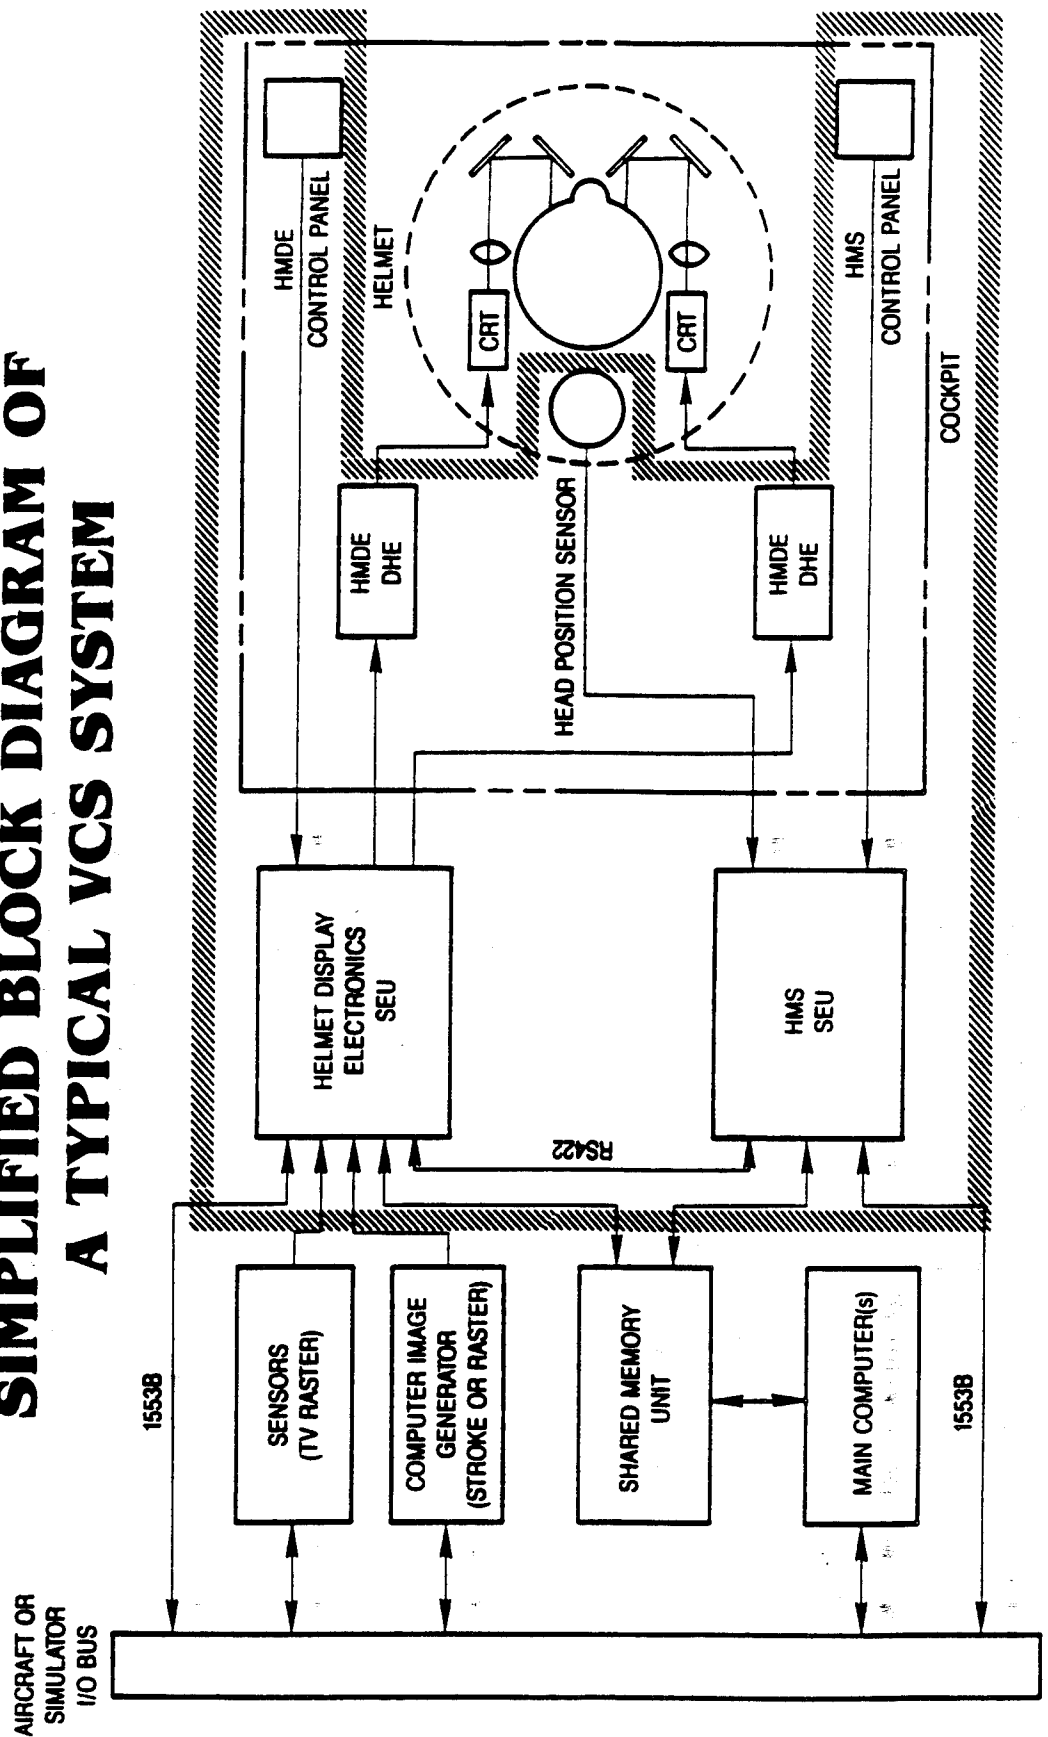 SIMPLIFIED BLOCK DIAGRAM OF
A TYPICAL VCS SYSTEM
AIRCRAFT OR
SIMULATOR
I/O BUS
1553B
SENSORS
(TV RASTER)
COMPUTER IMAGE
GENERATOR
(STROKE OR RASTER)
SHARED MEMORY
UNIT
MAIN COMPUTER(s)
1553B
HELMET DISPLAY
ELECTRONICS
SEU
RS422
HMS
SEU
HMDE
CONTROL PANEL
HELMET
HMDE
DHE
CRT
HEAD POSITION SENSOR
CRT
HMDE
DHE
HMS
CONTROL PANEL
COCKPIT